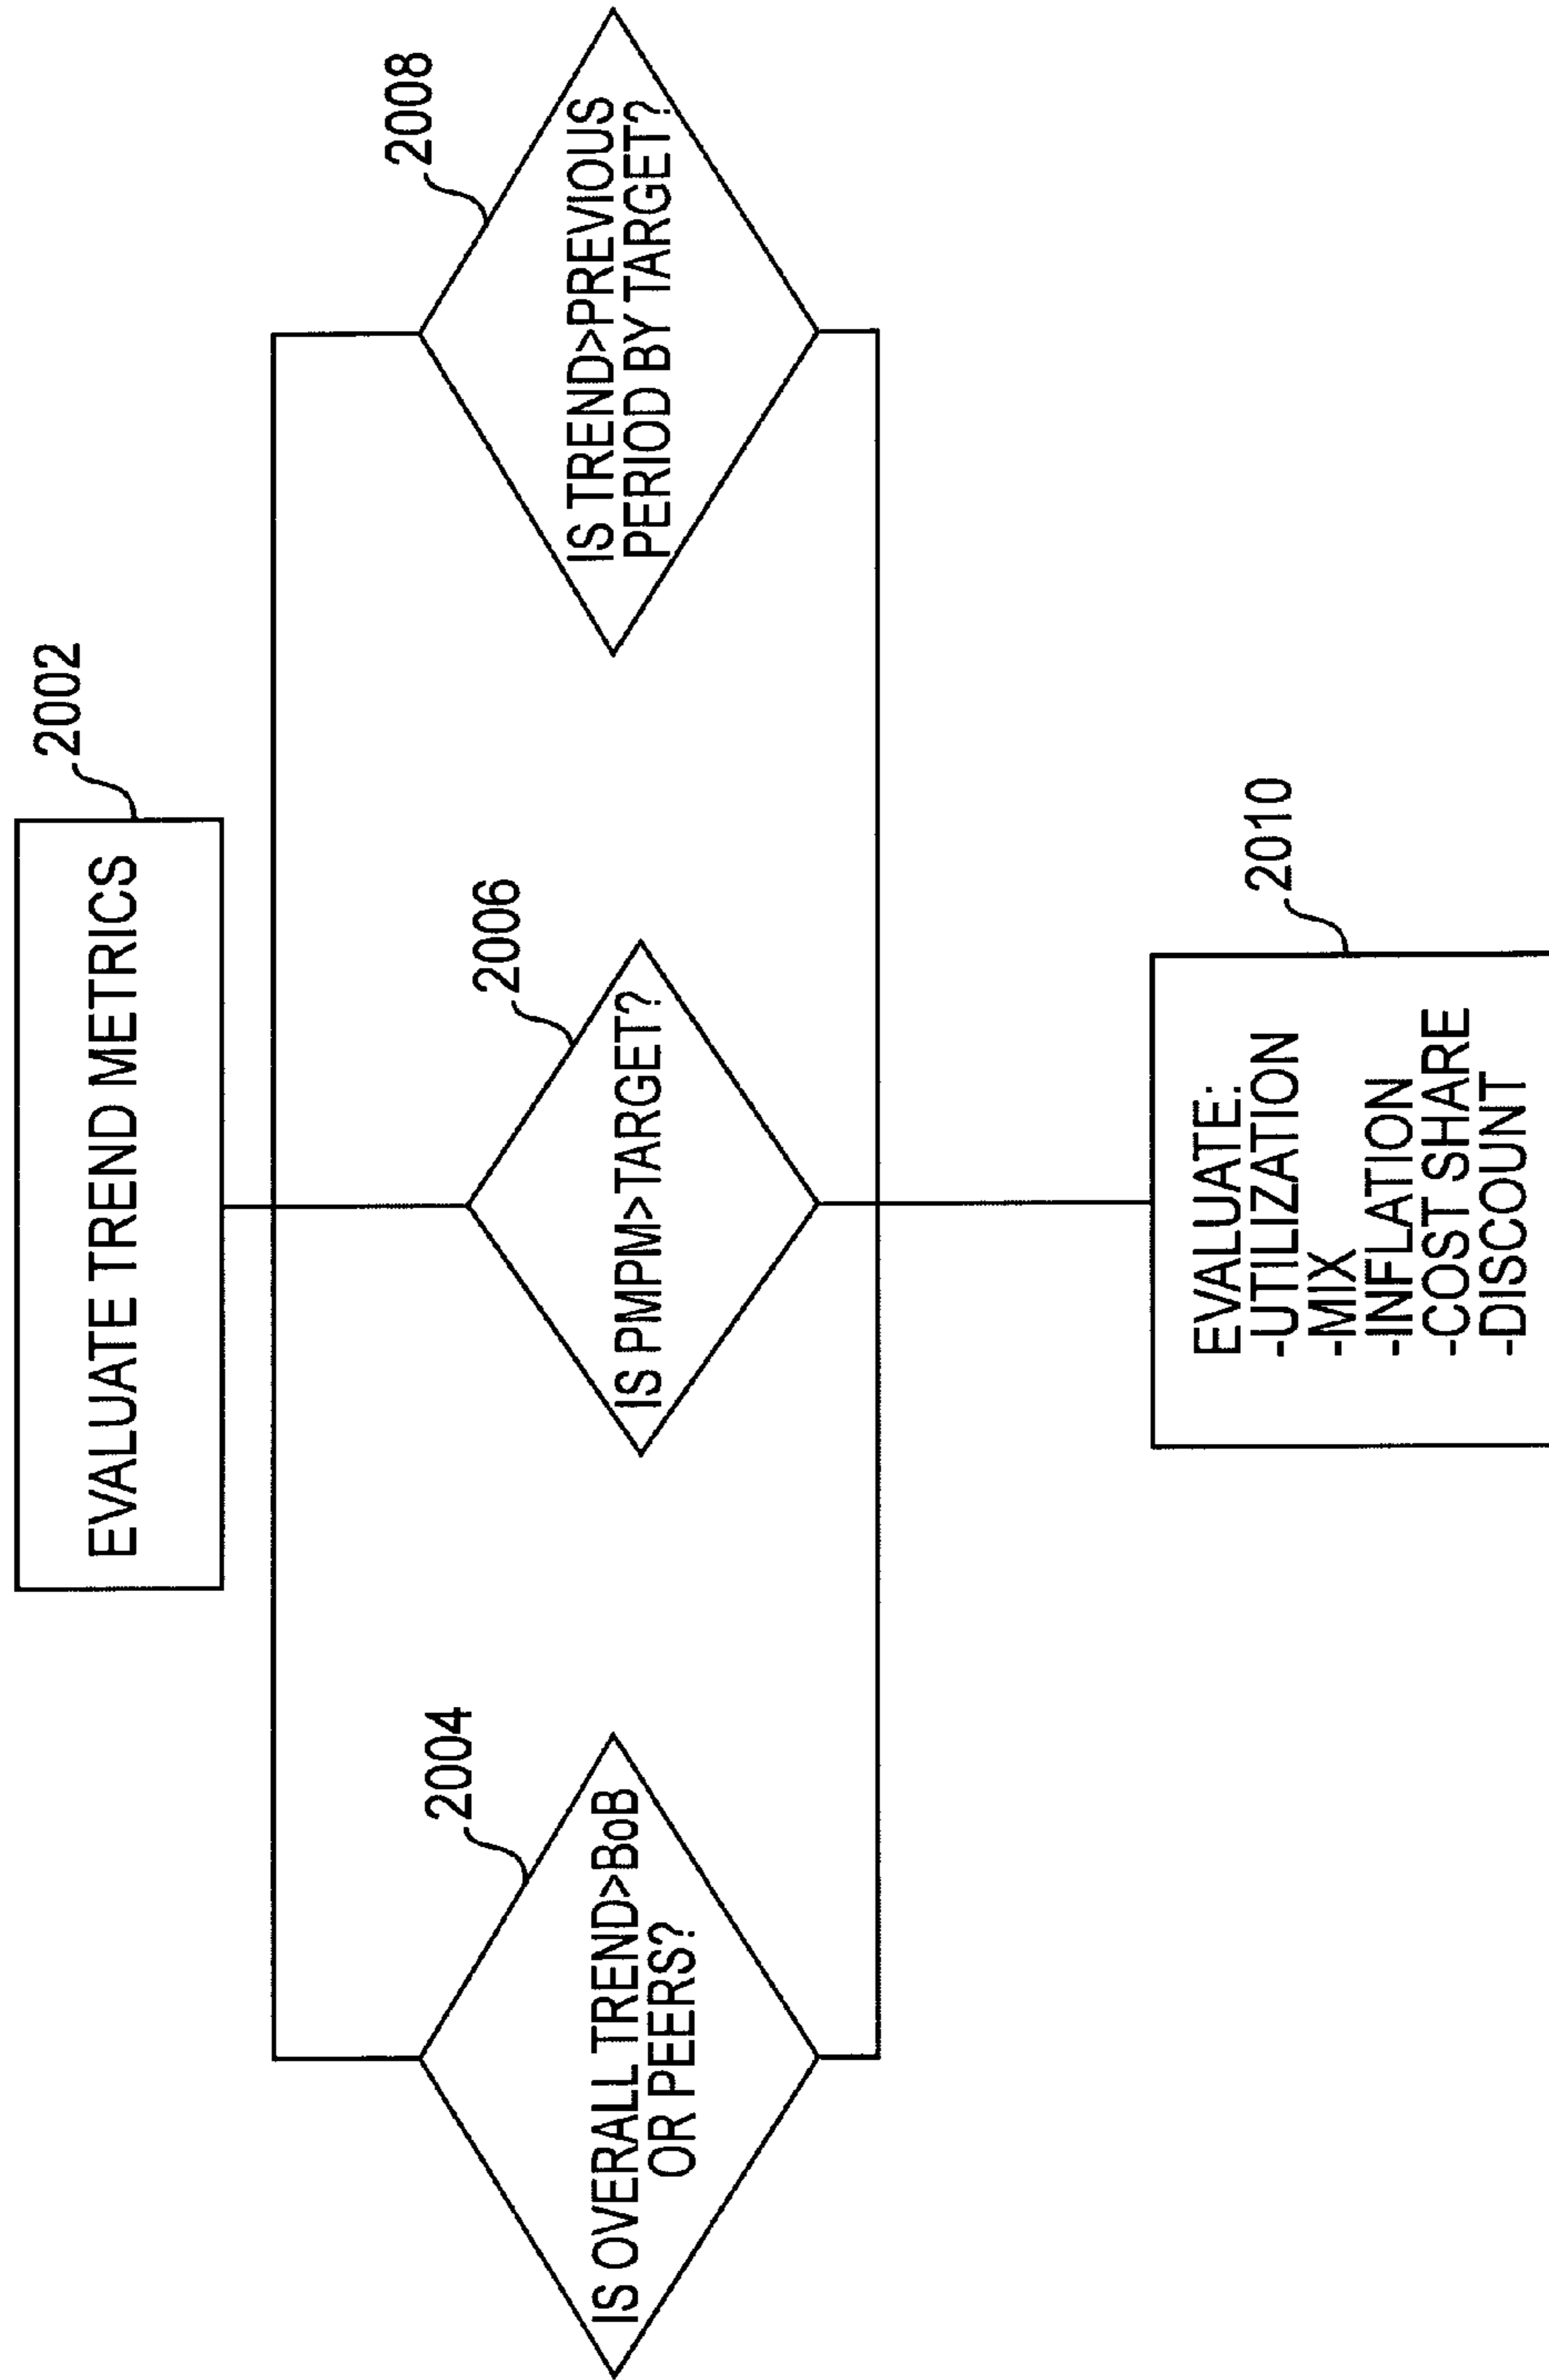 EVALUATE TREND METRICS
2002
IS OVERALL TREND>BoB
OR PEERS?
2004
IS PMPM>TARGET?
2006
IS TREND>PREVIOUS
PERIOD BY TARGET?
2008
EVALUATE:
-UTILIZATION
-MIX
-INFLATION
-COST SHARE
-DISCOUNT
2010